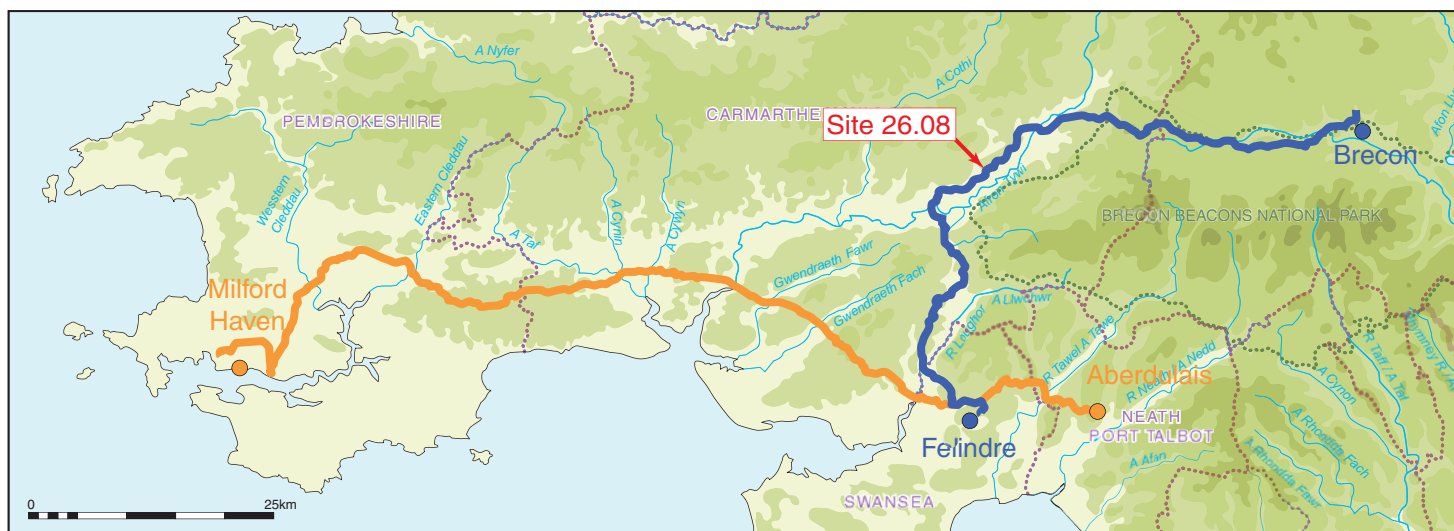 A Nyfer
PEMBROKESHIRE
CARMARTHE
A Cothi
Site 26.08
Brecon
Western
Cleddau
Eastern Cleddau
A Taf
A Cynin
A Cywyn
Afon Tywi
BRECON BEACONS NATIONAL PARK
Gwendraeth Fawr
Gwendraeth Fach
Milford
Haven
A Llwchwr
R Loughor
R Tawel A Tawe
R Neath / A Nedd
Aberdulais
NEATH
PORT TALBOT
R Taff / A Taf
A Cynon
A Rhondda Fach
A Rhondda Fawr
A Afan
Felindre
SWANSEA
0
25km